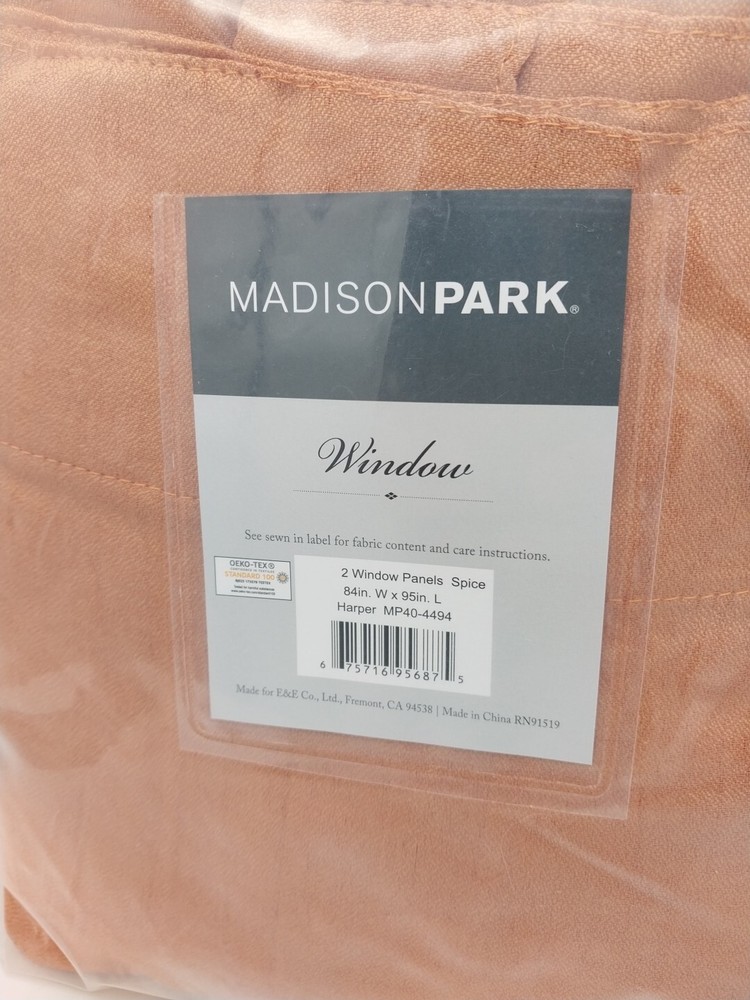 MADISONPARK®
Window
See sewn in label for fabric content and care instructions.
OEKO-TEX®
STANDARD 100
2 Window Panels Spice
84in. W x 95in. L
Harper MP40-4494
6 75716 95687 5
Made for E&E Co., Ltd., Fremont, CA 94538 | Made in China RN91519